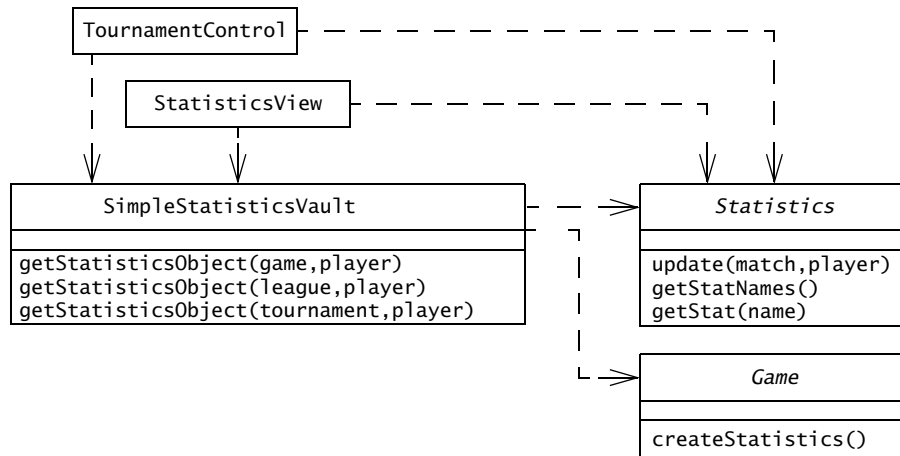 TournamentControl
StatisticsView
SimpleStatisticsVault
getStatisticsObject(game,player)
getStatisticsObject(league,player)
getStatisticsObject(tournament,player)
Statistics
update(match,player)
getStatNames()
getStat(name)
Game
createStatistics()